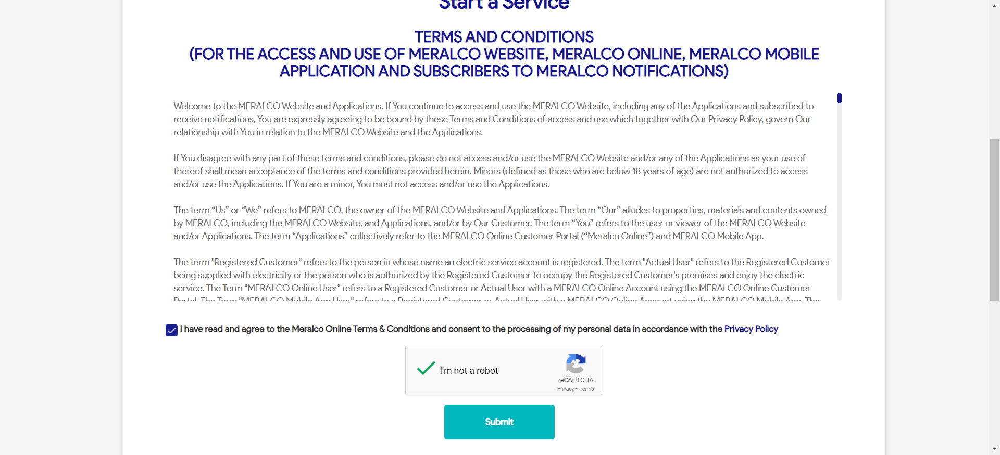 Start a Service
TERMS AND CONDITIONS
(FOR THE ACCESS AND USE OF MERALCO WEBSITE, MERALCO ONLINE, MERALCO MOBILE
APPLICATION AND SUBSCRIBERS TO MERALCO NOTIFICATIONS)
Welcome to the MERALCO Website and Applications. If You continue to access and use the MERALCO Website, including any of the Applications and subscribed to
receive notifications, You are expressly agreeing to be bound by these Terms and Conditions of access and use which together with Our Privacy Policy, govern Our
relationship with You in relation to the MERALCO Website and the Applications.
If You disagree with any part of these terms and conditions, please do not access and/or use the MERALCO Website and/or any of the Applications as your use of
thereof shall mean acceptance of the terms and conditions provided herein. Minors (defined as those who are below 18 years of age) are not authorized to access
and/or use the Applications. If You are a minor, You must not access and/or use the Applications.
The term “Us” or “We” refers to MERALCO, the owner of the MERALCO Website and Applications. The term “Our” alludes to properties, materials and contents owned
by MERALCO, including the MERALCO Website, and Applications, and/or by Our Customer. The term “You” refers to the user or viewer of the MERALCO Website
and/or Applications. The term “Applications” collectively refer to the MERALCO Online Customer Portal (“Meralco Online”) and MERALCO Mobile App.
The term "Registered Customer" refers to the person in whose name an electric service account is registered. The term "Actual User" refers to the Registered Customer
being supplied with electricity or the person who is authorized by the Registered Customer to occupy the Registered Customer's premises and enjoy the electric
service. The Term "MERALCO Online User" refers to a Registered Customer or Actual User with a MERALCO Online Account using the MERALCO Online Customer
Portal. The Term "MERALCO Mobile App User" refers to a Registered Customer or Actual User with a MERALCO Online Account using the MERALCO Mobile App. The
I have read and agree to the Meralco Online Terms & Conditions and consent to the processing of my personal data in accordance with the Privacy Policy
I'm not a robot
reCAPTCHA
Privacy - Terms
Submit